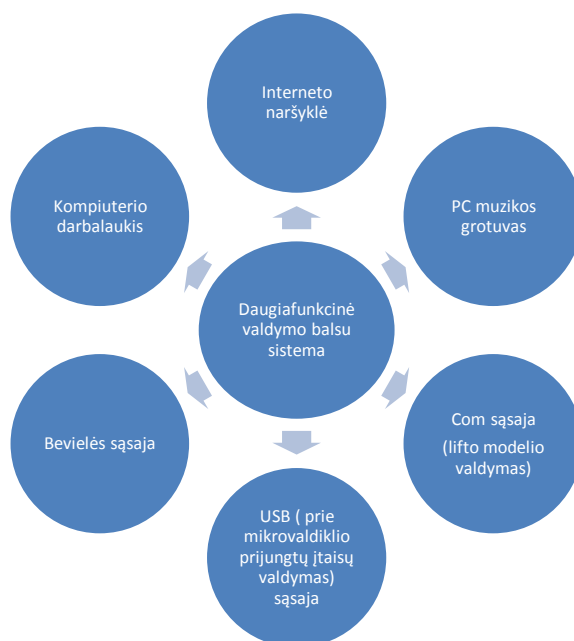 Interneto
naršyklė
Kompiuterio
darbalaukis
PC muzikos
grotuvas
Daugiafunkcinė
valdymo balsu
sistema
Bevielės sąsaja
Com sąsaja
(lifto modelio
valdymas)
USB ( prie
mikrovaldiklio
prijungtų įtaisų
valdymas)
sąsaja